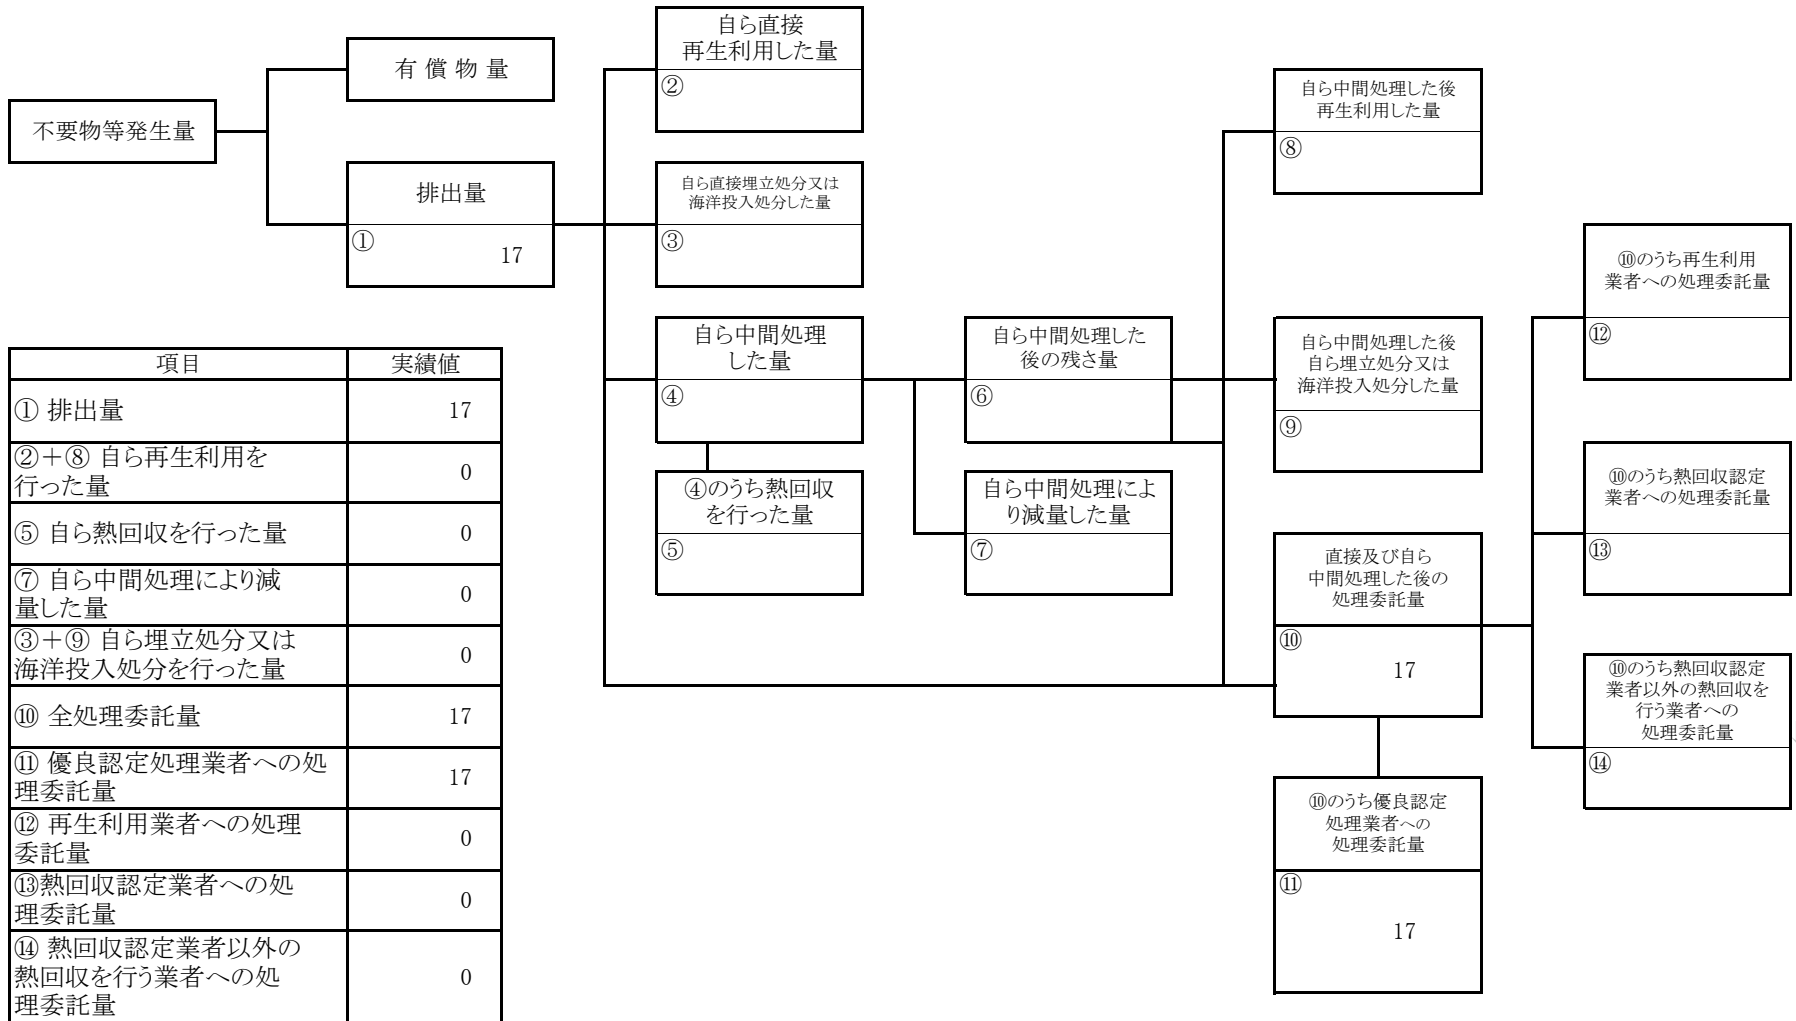 不要物等発生量
有 償 物 量
排出量
①
17
自ら直接
再生利用した量
②
自ら直接埋立処分又は
海洋投入処分した量
③
自ら中間処理
した量
④
④のうち熱回収
を行った量
⑤
自ら中間処理した
後の残さ量
⑥
自ら中間処理によ
り減量した量
⑦
自ら中間処理した後
再生利用した量
⑧
自ら中間処理した後
自ら埋立処分又は
海洋投入処分した量
⑨
直接及び自ら
中間処理した後の
処理委託量
⑩
17
⑩のうち優良認定
処理業者への
処理委託量
⑪
17
⑩のうち再生利用
業者への処理委託量
⑫
⑩のうち熱回収認定
業者への処理委託量
⑬
⑩のうち熱回収認定
業者以外の熱回収を
行う業者への
処理委託量
⑭
項目 実績値
① 排出量 17
②＋⑧ 自ら再生利用を
行った量 0
⑤ 自ら熱回収を行った量 0
⑦ 自ら中間処理により減
量した量 0
③＋⑨ 自ら埋立処分又は
海洋投入処分を行った量 0
⑩ 全処理委託量 17
⑪ 優良認定処理業者への処
理委託量 17
⑫ 再生利用業者への処理
委託量 0
⑬熱回収認定業者への処
理委託量 0
⑭ 熱回収認定業者以外の
熱回収を行う業者への処
理委託量 0